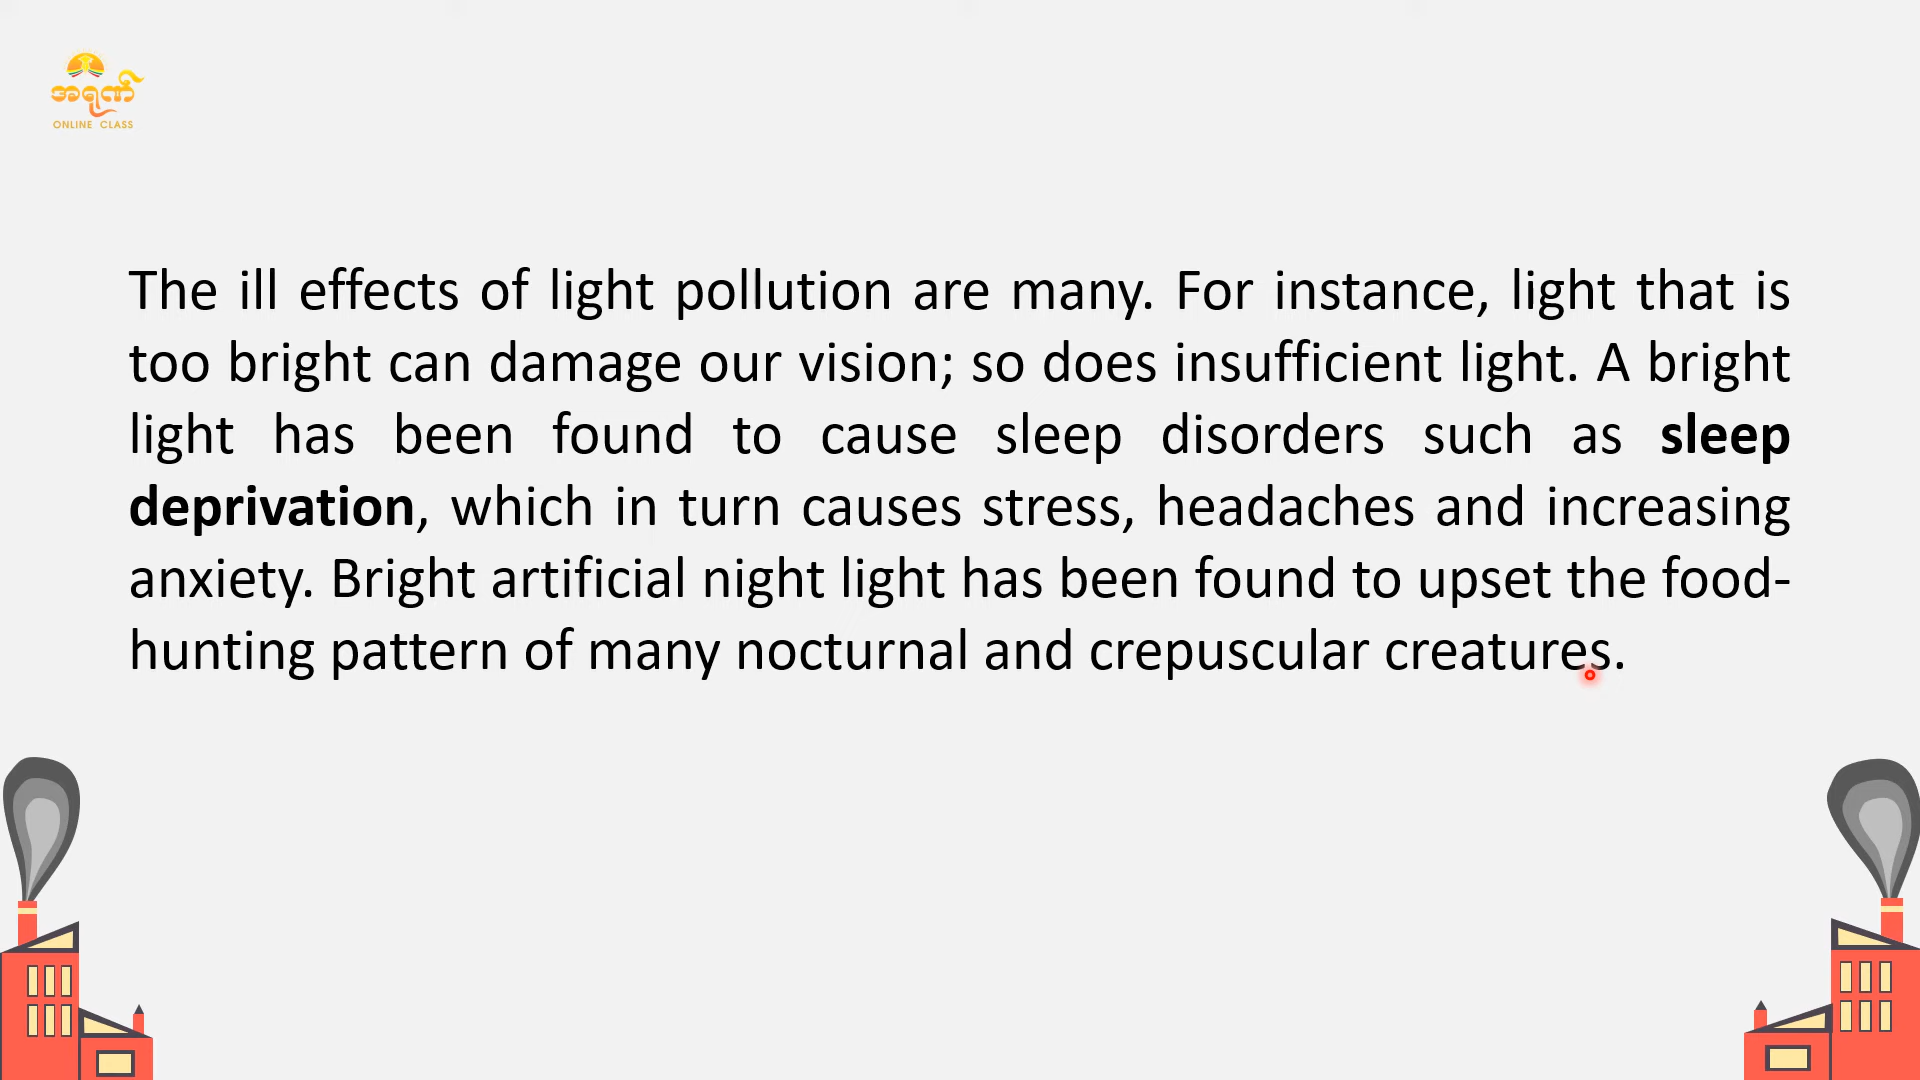 အရုဏ်
ONLINE CLASS
The ill effects of light pollution are many. For instance, light that is
too bright can damage our vision; so does insufficient light. A bright
light has been found to cause sleep disorders such as sleep
deprivation, which in turn causes stress, headaches and increasing
anxiety. Bright artificial night light has been found to upset the food-
hunting pattern of many nocturnal and crepuscular creatures.